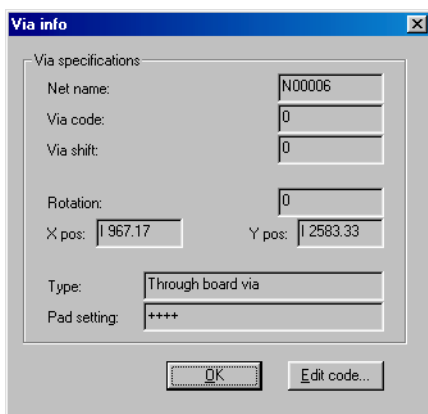 Via info
Via specifications
Net name: N00006
Via code: 0
Via shift: 0
Rotation: 0
X pos: I 967.17 Y pos: I 2583.33
Type: Through board via
Pad setting: ++++
OK Edit code...